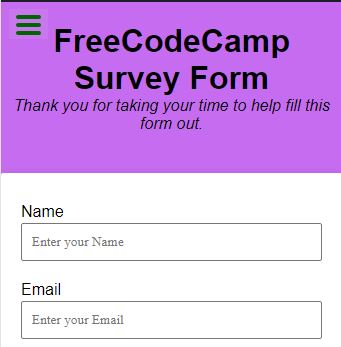 FreeCodeCamp
Survey Form
Thank you for taking your time to help fill this
form out.
Name
Enter your Name
Email
Enter your Email